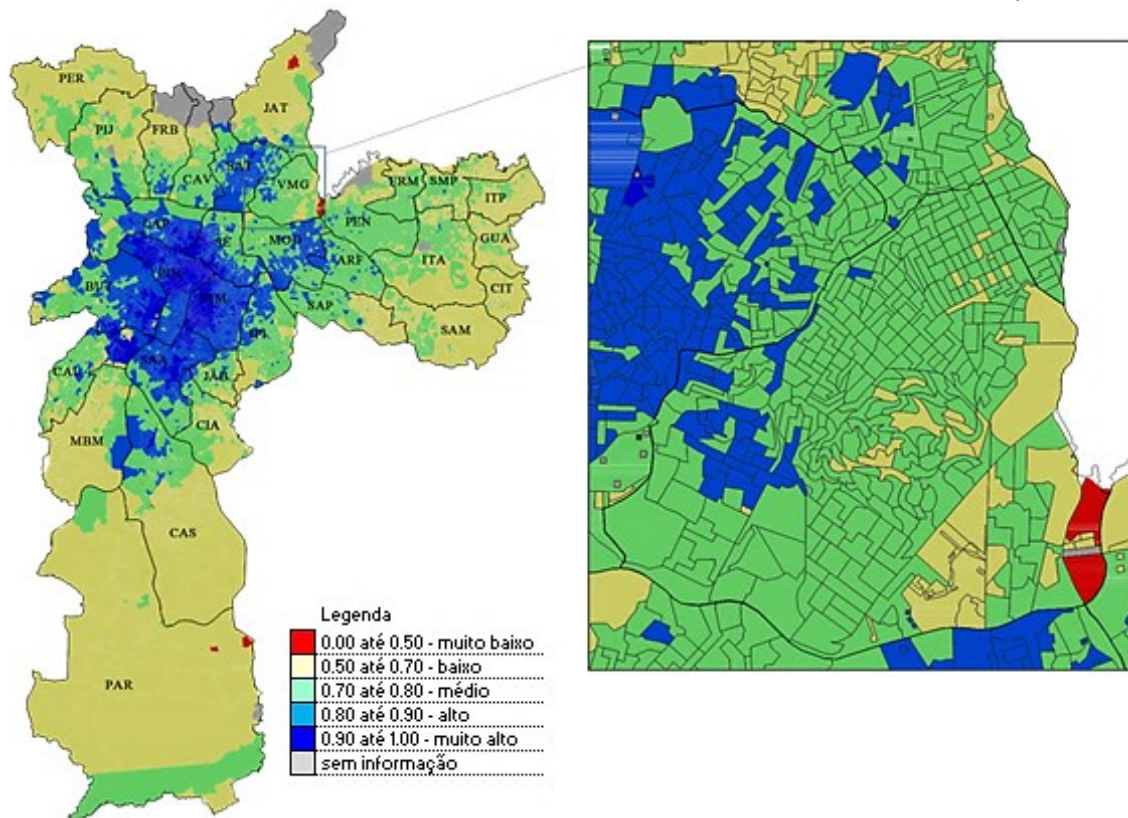 PER
JAT
PIJ
FRB
CAV
VMG
ERM
SMP
ITP
PEN
GUA
MOO
ITA
ARF
CIT
BUT
SAP
SAM
SAA
JAB
CIA
MBM
CAS
PAR
Legenda
0.00 até 0.50 - muito baixo
0.50 até 0.70 - baixo
0.70 até 0.80 - médio
0.80 até 0.90 - alto
0.90 até 1.00 - muito alto
sem informação